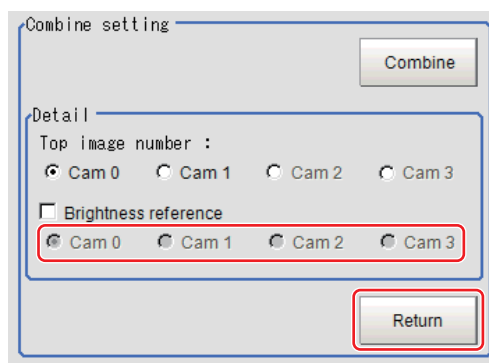 Combine setting
Combine
Detail
Top image number :
Cam 0 Cam 1 Cam 2 Cam 3
Brightness reference
Cam 0 Cam 1 Cam 2 Cam 3
Return